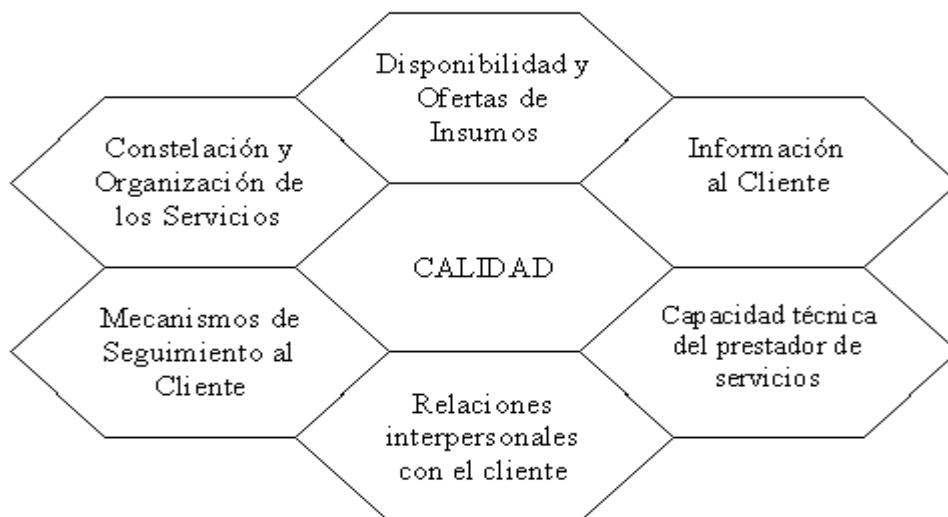 Disponibilidad y
Ofertas de
Insumos
Constelación y
Organización de
los Servicios
Información
al Cliente
CALIDAD
Mecanismos de
Seguimiento al
Cliente
Capacidad técnica
del prestador de
servicios
Relaciones
interpersonales
con el cliente